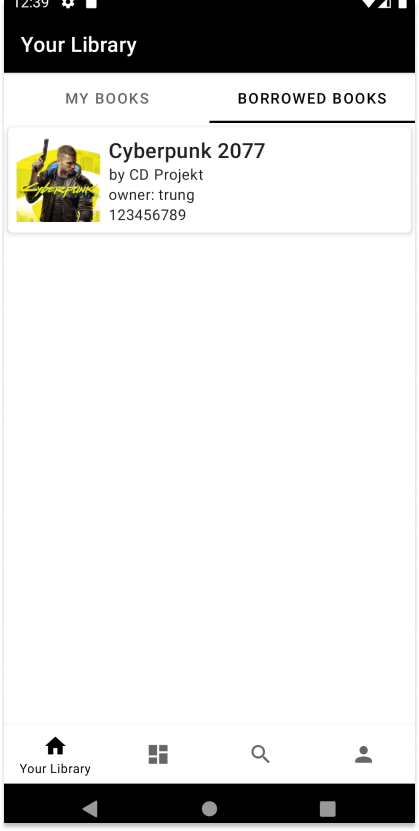 12:39
Your Library
MY BOOKS BORROWED BOOKS
CYBERPUNK
Cyberpunk 2077
by CD Projekt
owner: trung
123456789
Your Library